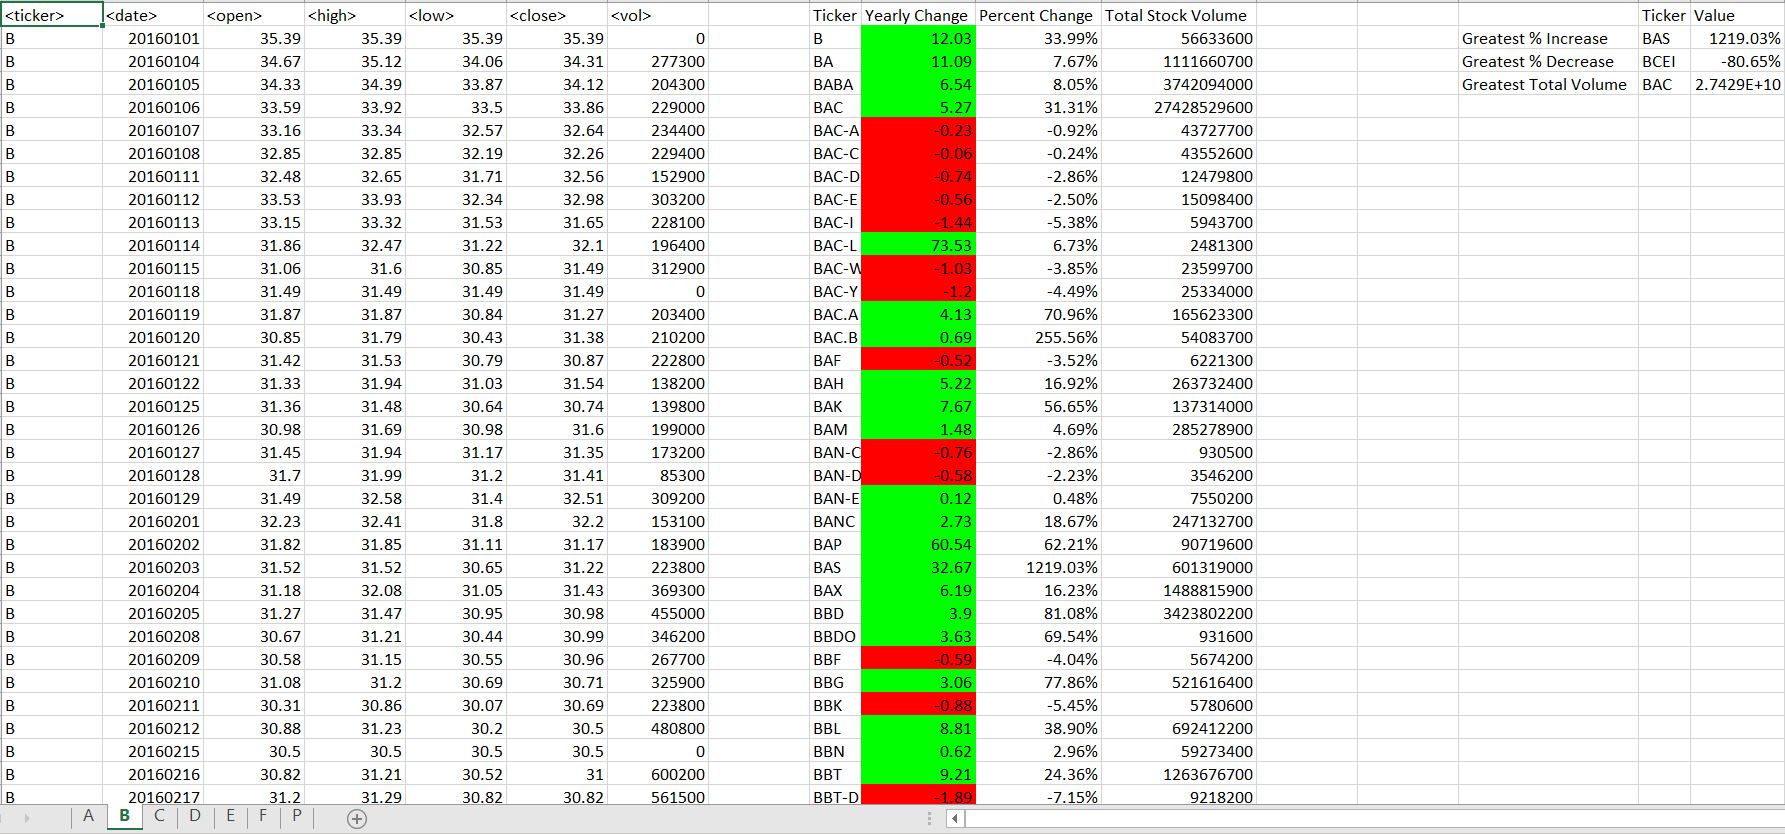 <ticker> <date> <open> <high> <low> <close> <vol> Ticker Yearly Change Percent Change Total Stock Volume Ticker Value
B 20160101 35.39 35.39 35.39 35.39 0 B 12.03 33.99% 56633600 Greatest % Increase BAS 1219.03%
B 20160104 34.67 35.12 34.06 34.31 277300 BA 11.09 7.67% 1111660700 Greatest % Decrease BCEI -80.65%
B 20160105 34.33 34.39 33.87 34.12 204300 BABA 6.54 8.05% 3742094000 Greatest Total Volume BAC 2.7429E+10
B 20160106 33.59 33.92 33.5 33.86 229000 BAC 5.27 31.31% 27428529600
B 20160107 33.16 33.34 32.57 32.64 234400 BAC-A -0.23 -0.92% 43727700
B 20160108 32.85 32.85 32.19 32.26 229400 BAC-C -0.06 -0.24% 43552600
B 20160111 32.48 32.65 31.71 32.56 152900 BAC-D -0.74 -2.86% 12479800
B 20160112 33.53 33.93 32.34 32.98 303200 BAC-E -0.56 -2.50% 15098400
B 20160113 33.15 33.32 31.53 31.65 228100 BAC-I -1.44 -5.38% 5943700
B 20160114 31.86 32.47 31.22 32.1 196400 BAC-L 73.53 6.73% 2481300
B 20160115 31.06 31.6 30.85 31.49 312900 BAC-W -1.03 -3.85% 23599700
B 20160118 31.49 31.49 31.49 31.49 0 BAC-Y -1.2 -4.49% 25334000
B 20160119 31.87 31.87 30.84 31.27 203400 BAC.A 4.13 70.96% 165623300
B 20160120 30.85 31.79 30.43 31.38 210200 BAC.B 0.69 255.56% 54083700
B 20160121 31.42 31.53 30.79 30.87 222800 BAF -0.52 -3.52% 6221300
B 20160122 31.33 31.94 31.03 31.54 138200 BAH 5.22 16.92% 263732400
B 20160125 31.36 31.48 30.64 30.74 139800 BAK 7.67 56.65% 137314000
B 20160126 30.98 31.69 30.98 31.6 199000 BAM 1.48 4.69% 285278900
B 20160127 31.45 31.94 31.17 31.35 173200 BAN-C -0.76 -2.86% 930500
B 20160128 31.7 31.99 31.2 31.41 85300 BAN-D -0.58 -2.23% 3546200
B 20160129 31.49 32.58 31.4 32.51 309200 BAN-E 0.12 0.48% 7550200
B 20160201 32.23 32.41 31.8 32.2 153100 BANC 2.73 18.67% 247132700
B 20160202 31.82 31.85 31.11 31.17 183900 BAP 60.54 62.21% 90719600
B 20160203 31.52 31.52 30.65 31.22 223800 BAS 32.67 1219.03% 601319000
B 20160204 31.18 32.08 31.05 31.43 369300 BAX 6.19 16.23% 1488815900
B 20160205 31.27 31.47 30.95 30.98 455000 BBD 3.9 81.08% 3423802200
B 20160208 30.67 31.21 30.44 30.99 346200 BBDO 3.63 69.54% 931600
B 20160209 30.58 31.15 30.55 30.96 267700 BBF -0.59 -4.04% 5674200
B 20160210 31.08 31.2 30.69 30.71 325900 BBG 3.06 77.86% 521616400
B 20160211 30.31 30.86 30.07 30.69 223800 BBK -0.88 -5.45% 5780600
B 20160212 30.88 31.23 30.2 30.5 480800 BBL 8.81 38.90% 692412200
B 20160215 30.5 30.5 30.5 30.5 0 BBN 0.62 2.96% 59273400
B 20160216 30.82 31.21 30.52 31 600200 BBT 9.21 24.36% 1263676700
B 20160217 31.2 31.29 30.82 30.82 561500 BBT-D -1.89 -7.15% 9218200
A B C D E F P